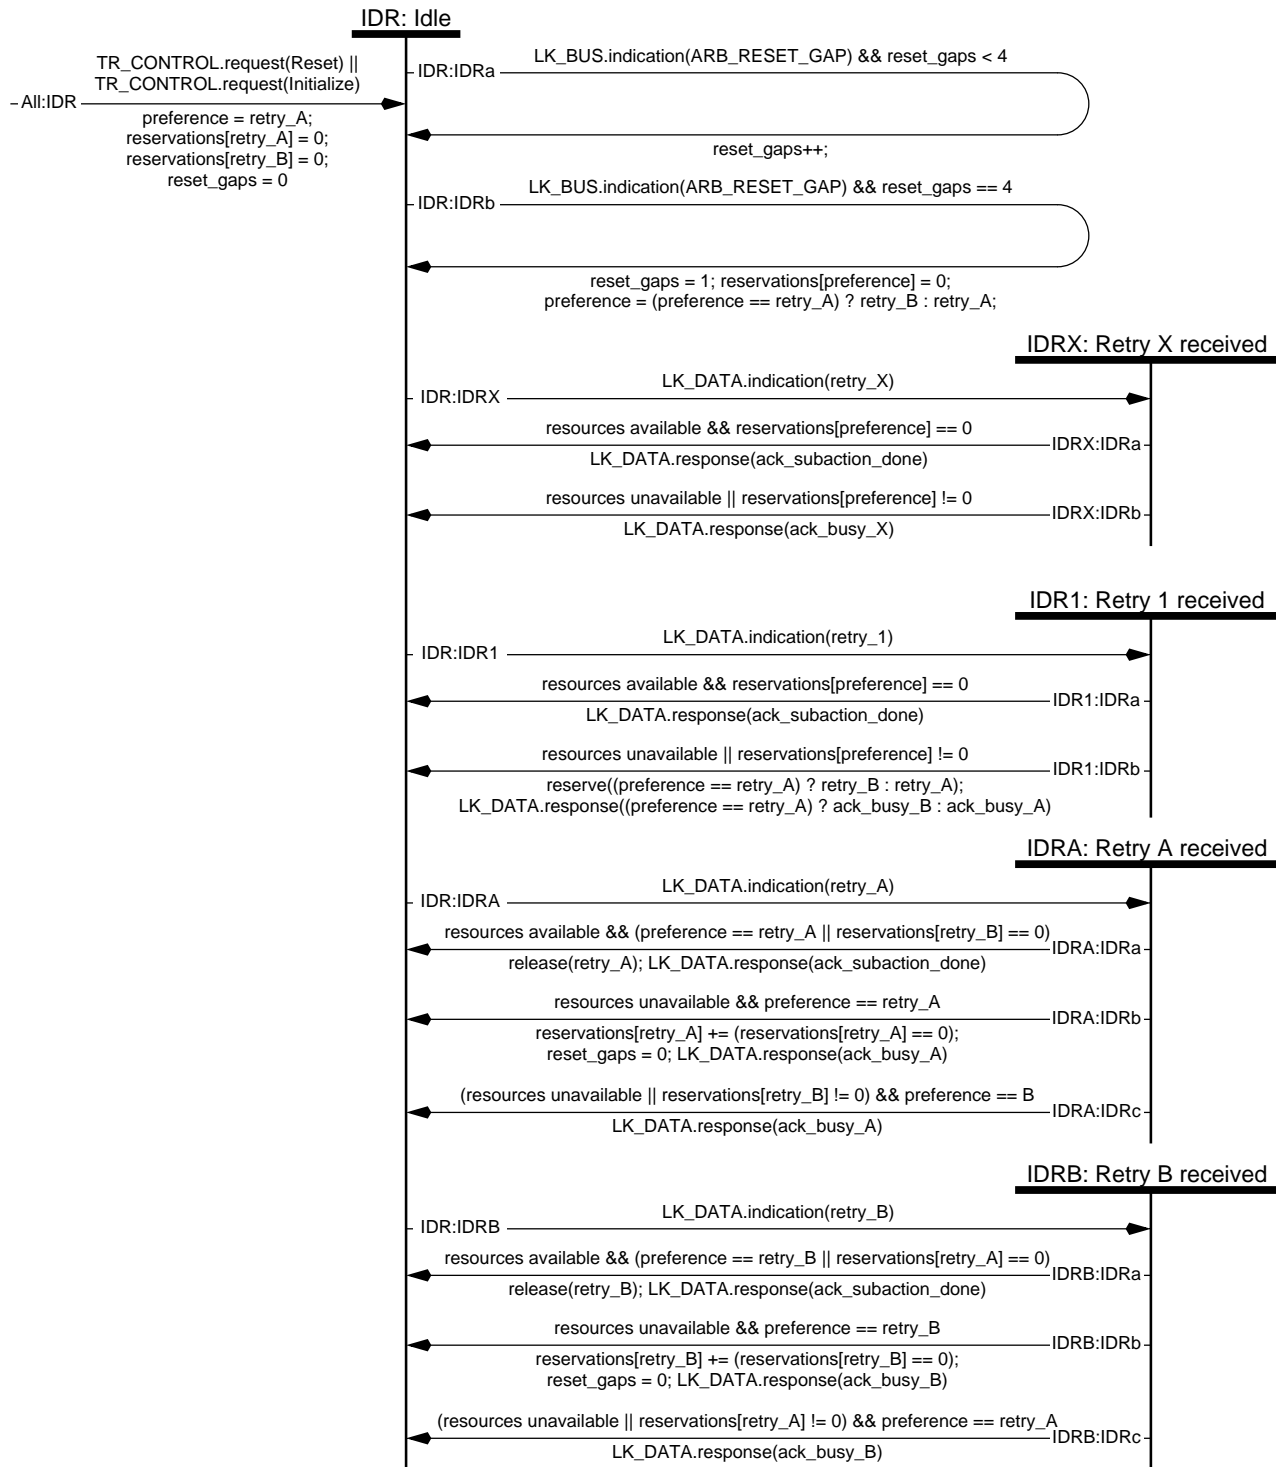 IDR: Idle
TR_CONTROL.request(Reset) ||
TR_CONTROL.request(Initialize)
All:IDR
preference = retry_A;
reservations[retry_A] = 0;
reservations[retry_B] = 0;
reset_gaps = 0
LK_BUS.indication(ARB_RESET_GAP) && reset_gaps < 4
IDR:IDRa
reset_gaps++;
LK_BUS.indication(ARB_RESET_GAP) && reset_gaps == 4
IDR:IDRb
reset_gaps = 1; reservations[preference] = 0;
preference = (preference == retry_A) ? retry_B : retry_A;
IDRX: Retry X received
LK_DATA.indication(retry_X)
IDR:IDRX
resources available && reservations[preference] == 0
IDRX:IDRa
LK_DATA.response(ack_subaction_done)
resources unavailable || reservations[preference] != 0
IDRX:IDRb
LK_DATA.response(ack_busy_X)
IDR1: Retry 1 received
LK_DATA.indication(retry_1)
IDR:IDR1
resources available && reservations[preference] == 0
IDR1:IDRa
LK_DATA.response(ack_subaction_done)
resources unavailable || reservations[preference] != 0
IDR1:IDRb
reserve((preference == retry_A) ? retry_B : retry_A);
LK_DATA.response((preference == retry_A) ? ack_busy_B : ack_busy_A)
IDRA: Retry A received
LK_DATA.indication(retry_A)
IDR:IDRA
resources available && (preference == retry_A || reservations[retry_B] == 0)
IDRA:IDRa
release(retry_A); LK_DATA.response(ack_subaction_done)
resources unavailable && preference == retry_A
IDRA:IDRb
reservations[retry_A] += (reservations[retry_A] == 0);
reset_gaps = 0; LK_DATA.response(ack_busy_A)
(resources unavailable || reservations[retry_B] != 0) && preference == B
IDRA:IDRc
LK_DATA.response(ack_busy_A)
IDRB: Retry B received
LK_DATA.indication(retry_B)
IDR:IDRB
resources available && (preference == retry_B || reservations[retry_A] == 0)
IDRB:IDRa
release(retry_B); LK_DATA.response(ack_subaction_done)
resources unavailable && preference == retry_B
IDRB:IDRb
reservations[retry_B] += (reservations[retry_B] == 0);
reset_gaps = 0; LK_DATA.response(ack_busy_B)
(resources unavailable || reservations[retry_A] != 0) && preference == retry_A
IDRB:IDRc
LK_DATA.response(ack_busy_B)